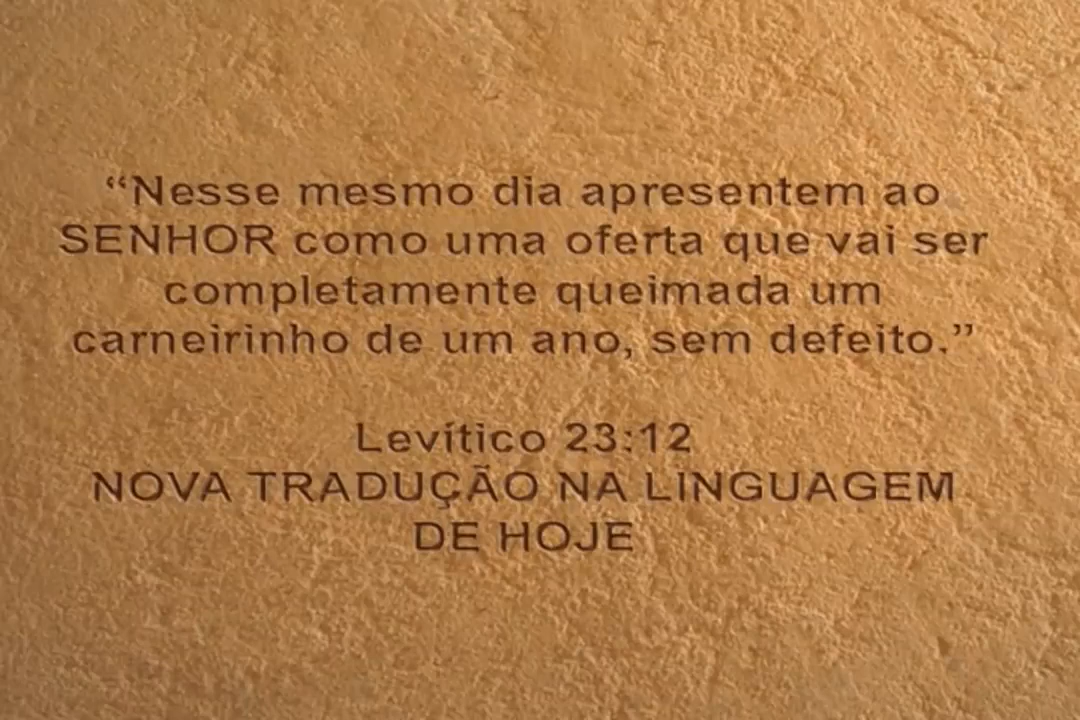 “Nesse mesmo dia apresentem ao
SENHOR como uma oferta que vai ser
completamente queimada um
carneirinho de um ano, sem defeito.”
Levítico 23:12
NOVA TRADUÇÃO NA LINGUAGEM
DE HOJE